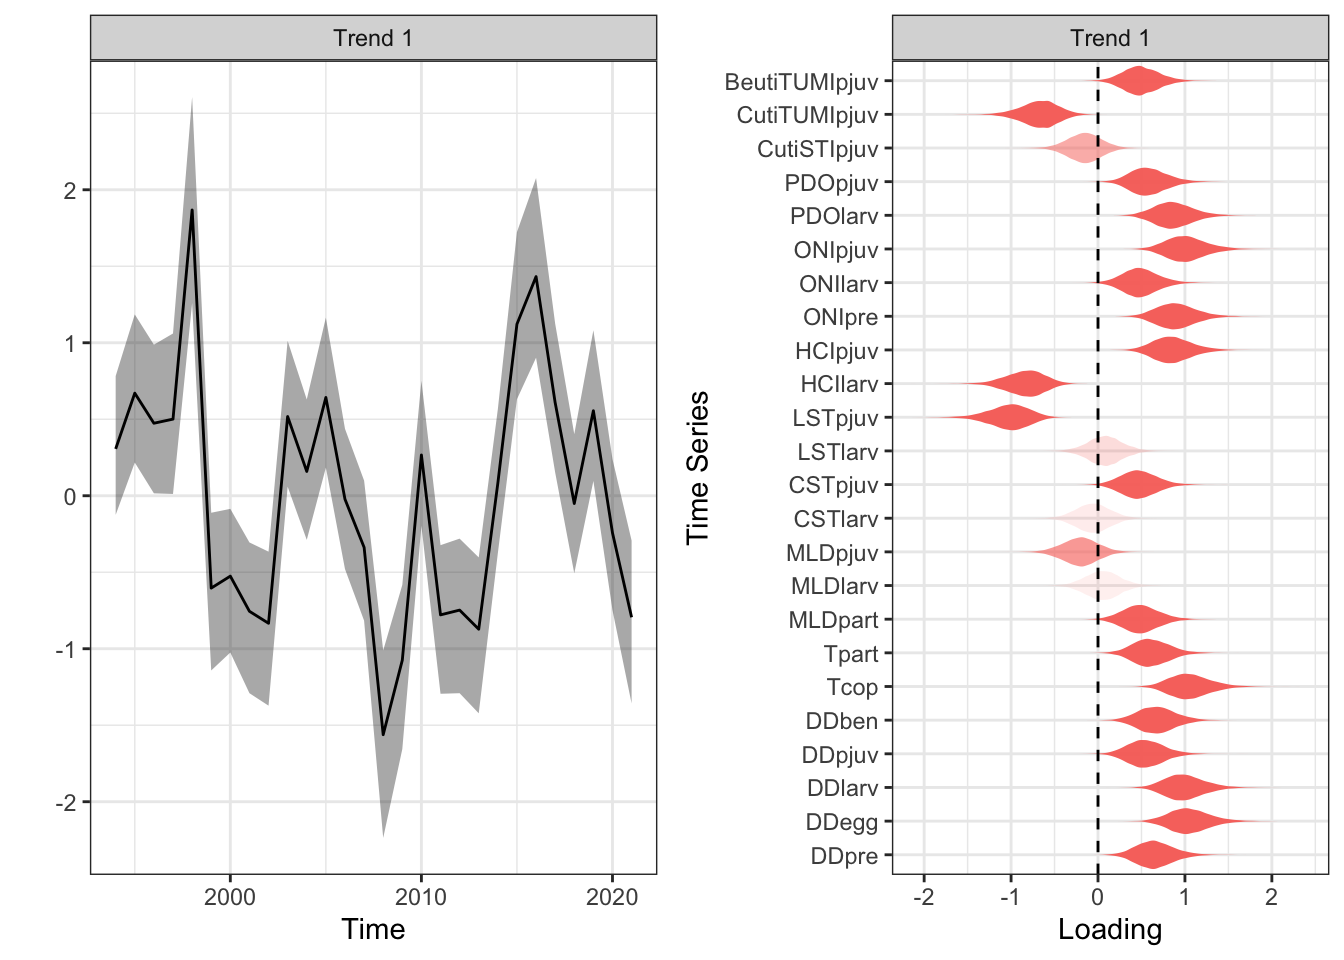 Trend 1
2
1
0
-1
-2
2000
2010
2020
Time
Trend 1
Time Series
BeutiTUMIpjuv
CutiTUMIpjuv
CutiSTIpjuv
PDOpjuv
PDOlarv
ONIpjuv
ONIlarv
ONIpre
HCIpjuv
HCIlarv
LSTpjuv
LSTlarv
CSTpjuv
CSTlarv
MLDpjuv
MLDlarv
MLDpart
Tpart
Tcop
DDben
DDpjuv
DDlarv
DDegg
DDpre
-2
-1
0
1
2
Loading